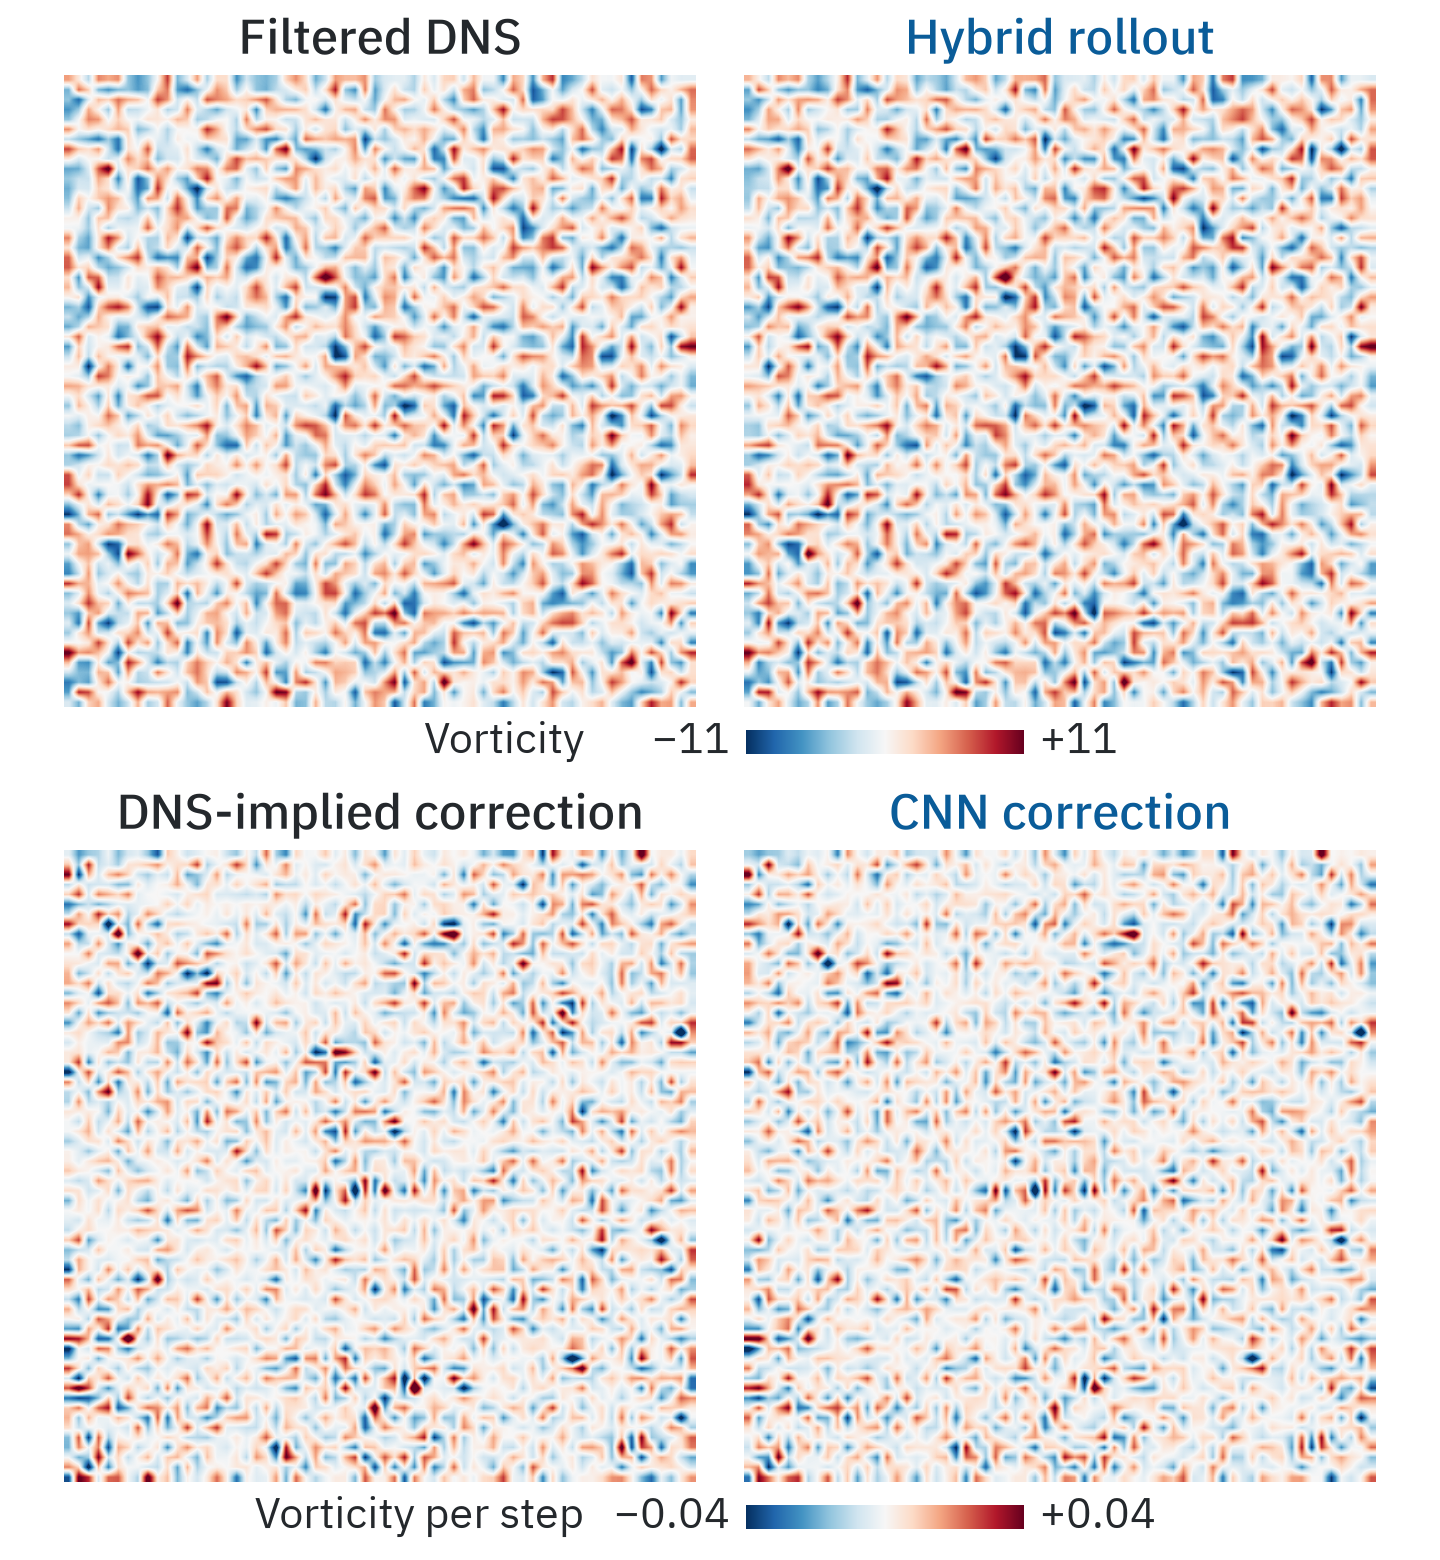 Filtered DNS
Hybrid rollout
Vorticity −11 +11
DNS-implied correction
CNN correction
Vorticity per step −0.04 +0.04